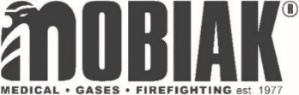 MOBIAK®
MEDICAL • GASES • FIREFIGHTING est. 1977